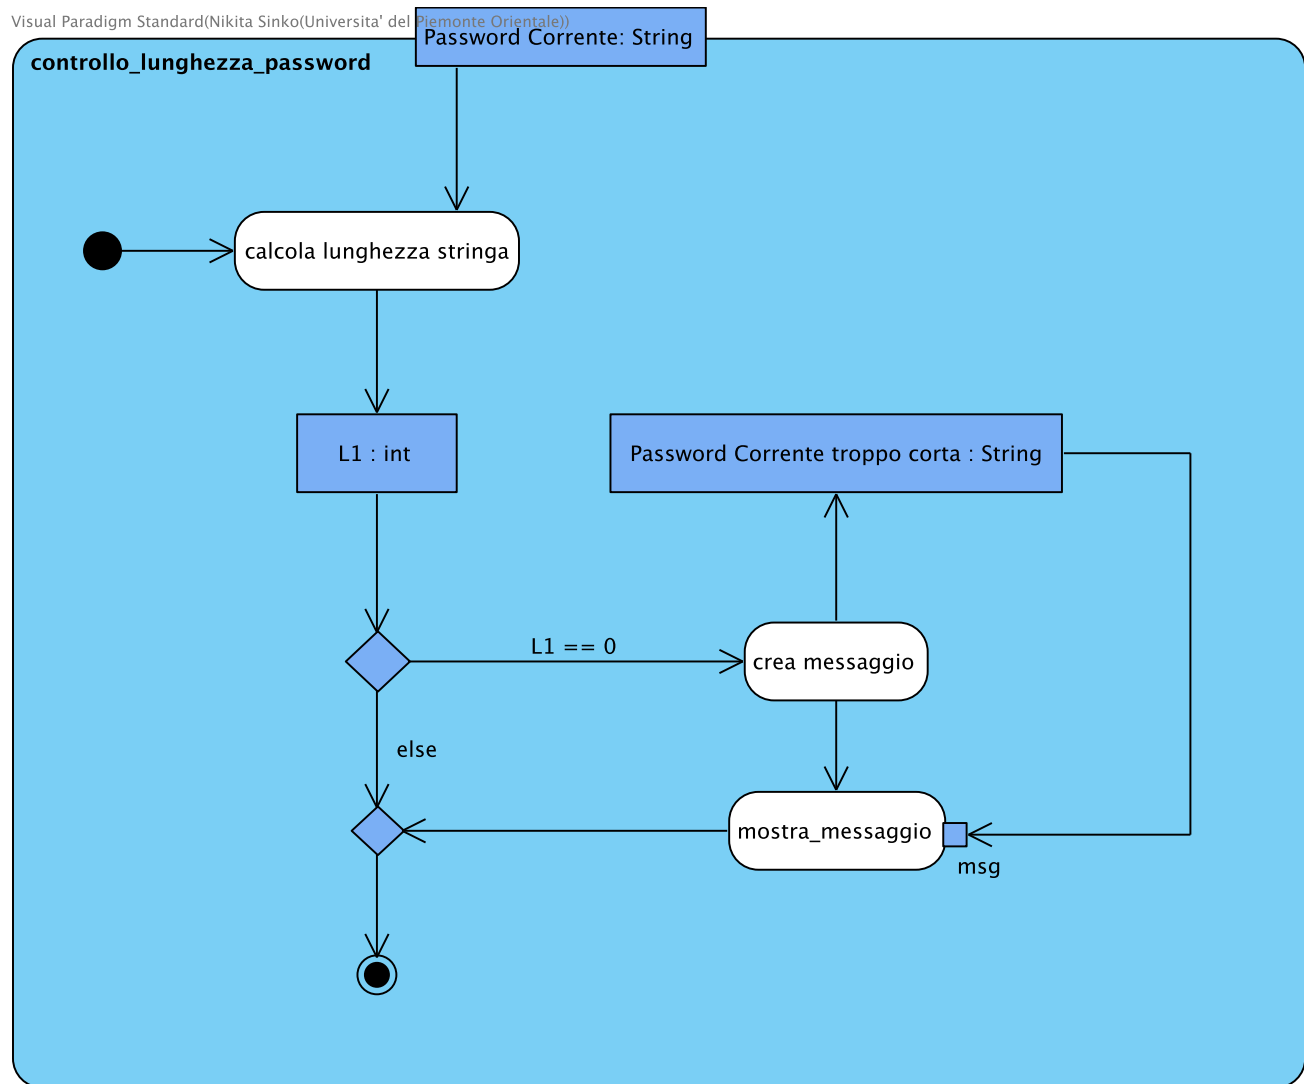 Visual Paradigm Standard(Nikita Sinko(Universita' del Piemonte Orientale))
Password Corrente: String
controllo_lunghezza_password
calcola lunghezza stringa
L1 : int
Password Corrente troppo corta : String
L1 == 0
crea messaggio
else
mostra_messaggio
msg